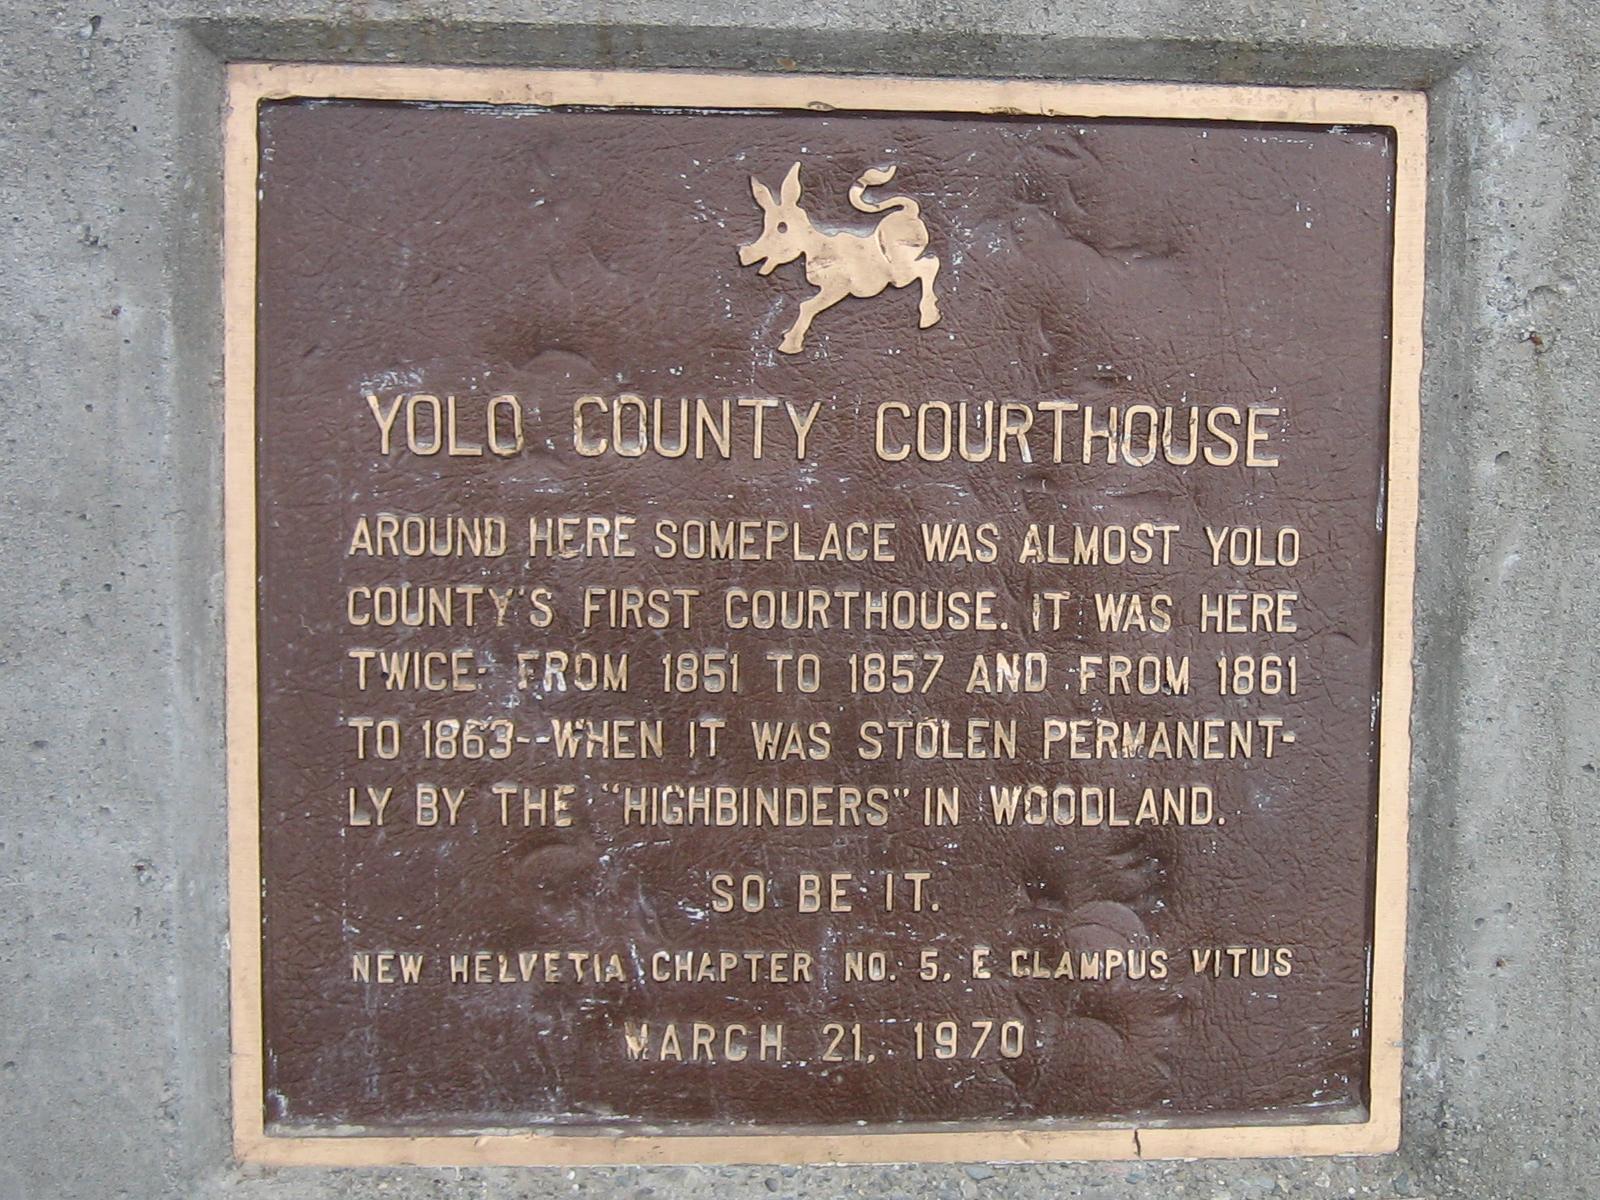 YOLO COUNTY COURTHOUSE
AROUND HERE SOMEPLACE WAS ALMOST YOLO
COUNTY'S FIRST COURTHOUSE. IT WAS HERE
TWICE- FROM 1851 TO 1857 AND FROM 1861
TO 1863--WHEN IT WAS STOLEN PERMANENT-
LY BY THE "HIGHBINDERS" IN WOODLAND.
SO BE IT.
NEW HELVETIA CHAPTER NO. 5, E CLAMPUS VITUS
MARCH 21, 1970